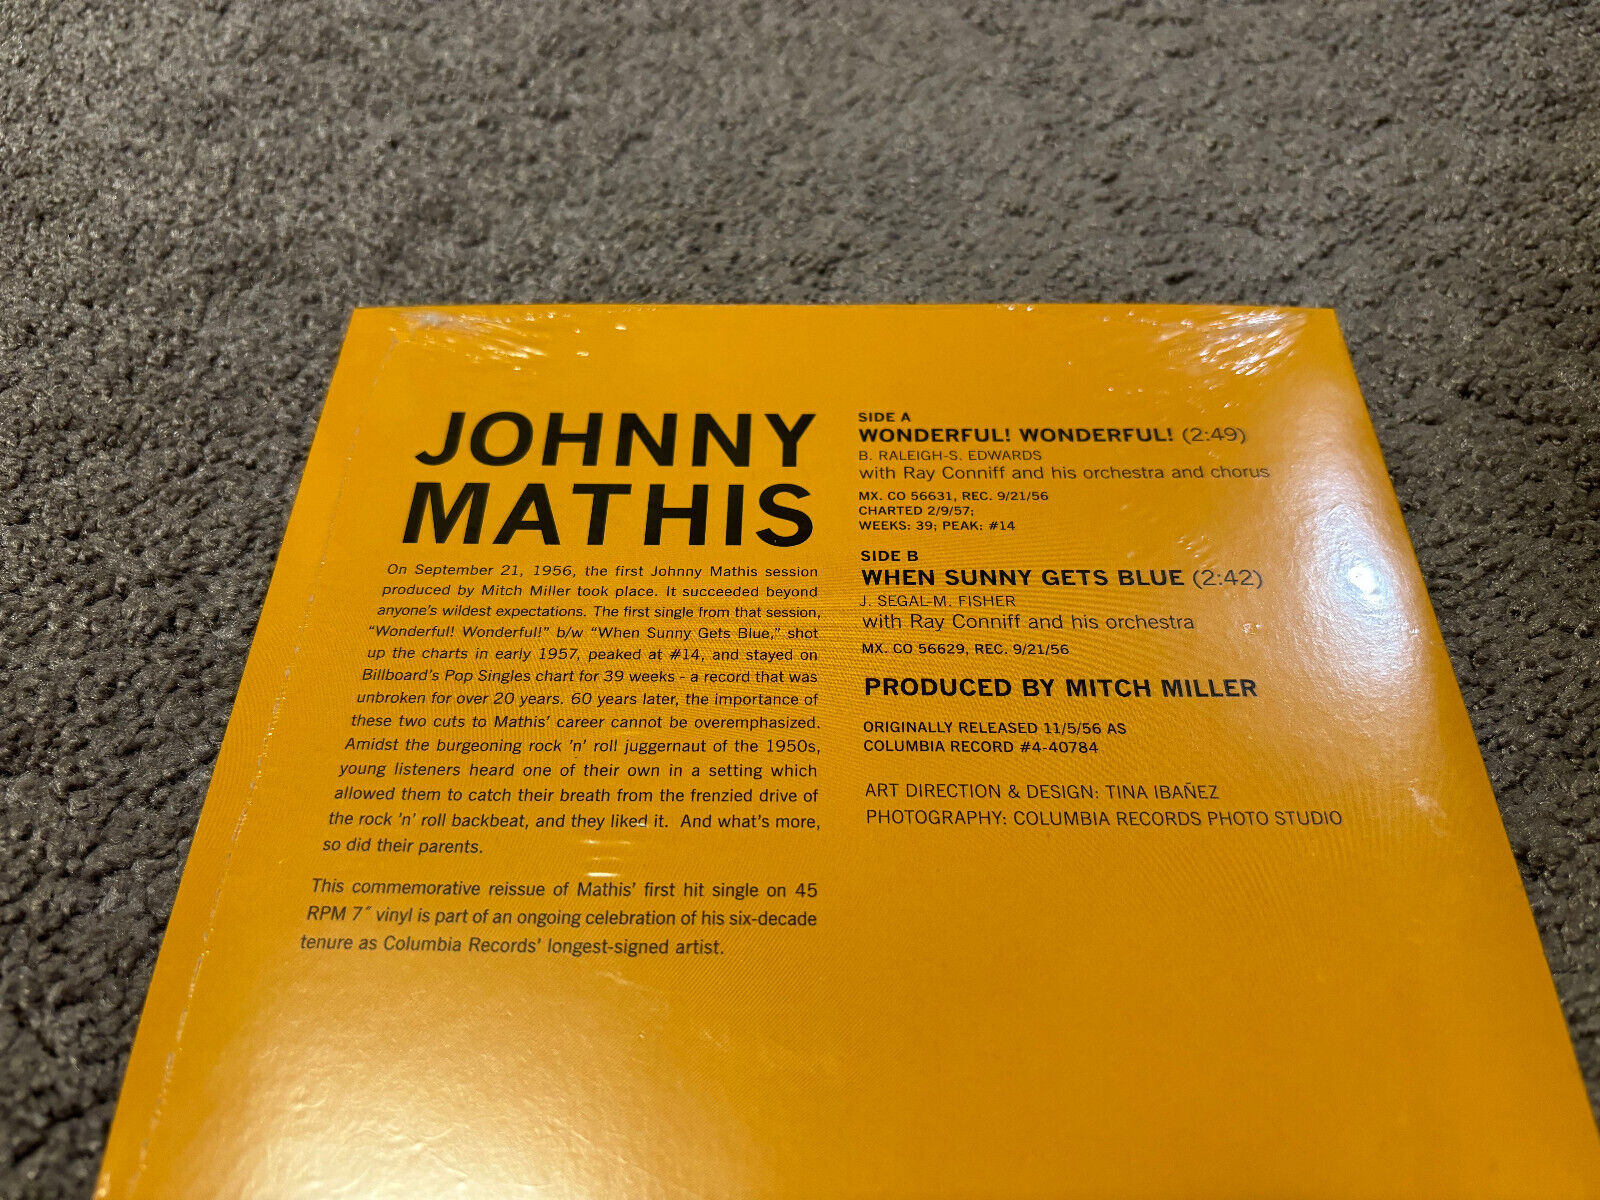 JOHNNY
MATHIS
On September 21, 1956, the first Johnny Mathis session
produced by Mitch Miller took place. It succeeded beyond
anyone's wildest expectations. The first single from that session,
“Wonderful! Wonderful!” b/w “When Sunny Gets Blue,” shot
up the charts in early 1957, peaked at #14, and stayed on
Billboard's Pop Singles chart for 39 weeks - a record that was
unbroken for over 20 years. 60 years later, the importance of
these two cuts to Mathis' career cannot be overemphasized.
Amidst the burgeoning rock 'n' roll juggernaut of the 1950s,
young listeners heard one of their own in a setting which
allowed them to catch their breath from the frenzied drive of
the rock 'n' roll backbeat, and they liked it. And what's more,
so did their parents.
This commemorative reissue of Mathis' first hit single on 45
RPM 7˝ vinyl is part of an ongoing celebration of his six-decade
tenure as Columbia Records' longest-signed artist.
SIDE A
WONDERFUL! WONDERFUL! (2:49)
B. RALEIGH-S. EDWARDS
with Ray Conniff and his orchestra and chorus
MX. CO 56631, REC. 9/21/56
CHARTED 2/9/57;
WEEKS: 39; PEAK: #14
SIDE B
WHEN SUNNY GETS BLUE (2:42)
J. SEGAL-M. FISHER
with Ray Conniff and his orchestra
MX. CO 56629, REC. 9/21/56
PRODUCED BY MITCH MILLER
ORIGINALLY RELEASED 11/5/56 AS
COLUMBIA RECORD #4-40784
ART DIRECTION & DESIGN: TINA IBAÑEZ
PHOTOGRAPHY: COLUMBIA RECORDS PHOTO STUDIO